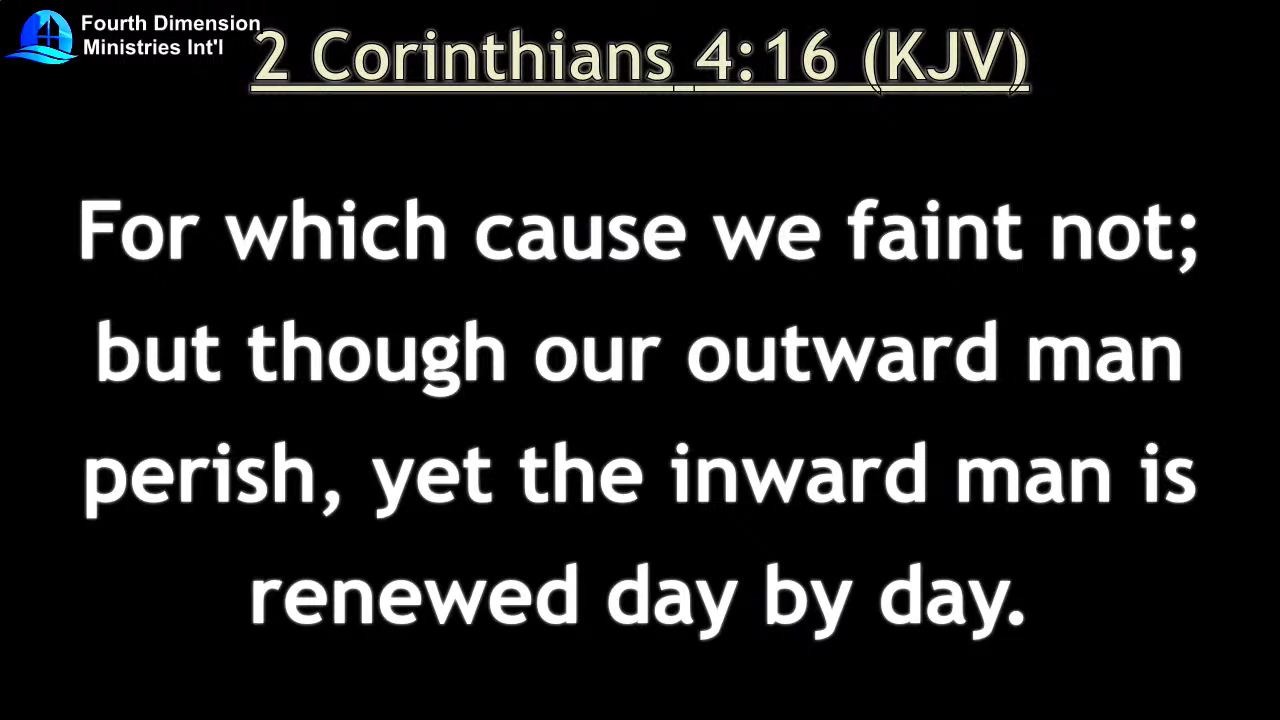 Fourth Dimension
Ministries Int'l
2 Corinthians 4:16 (KJV)
For which cause we faint not;
but though our outward man
perish, yet the inward man is
renewed day by day.